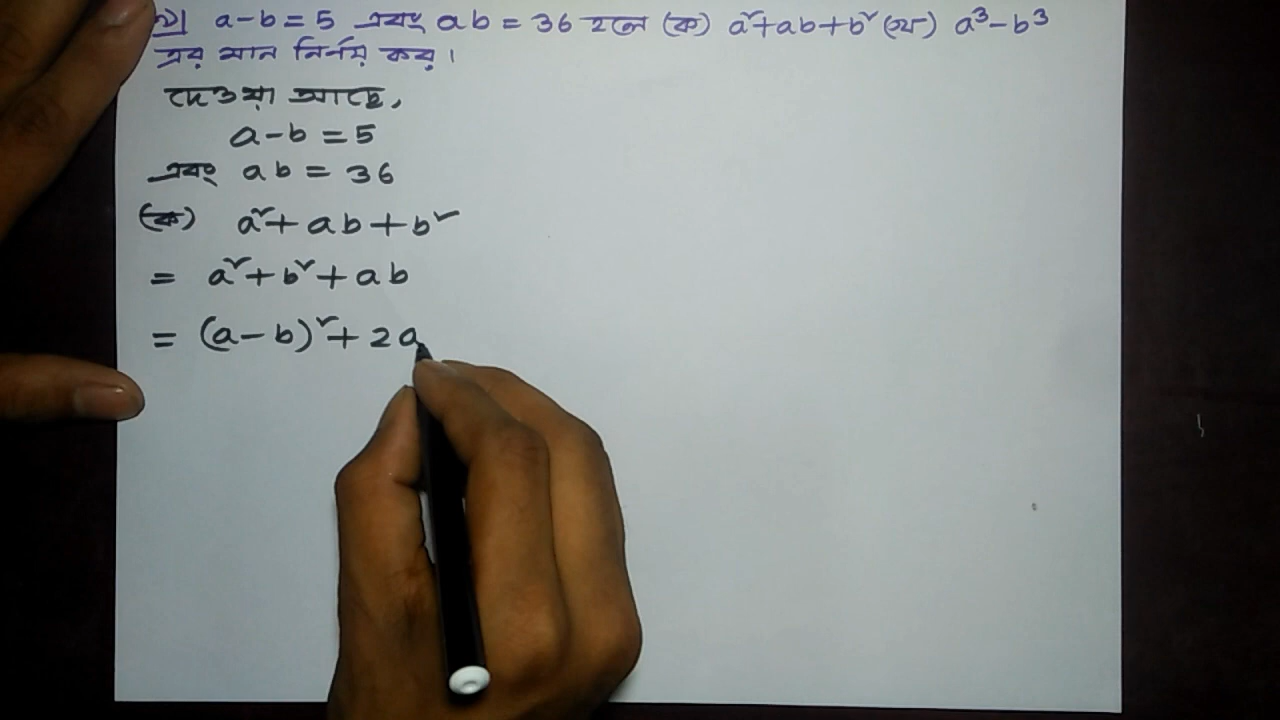 ১) a-b = 5 এবং ab = 36 হলে (ক) a²+ab+b² (খ) a³-b³
এর মান নির্ণয় কর।
দেওয়া আছে,
a-b = 5
এবং ab = 36
(ক) a²+ab+b²
= a²+b²+ab
= (a-b)²+2a